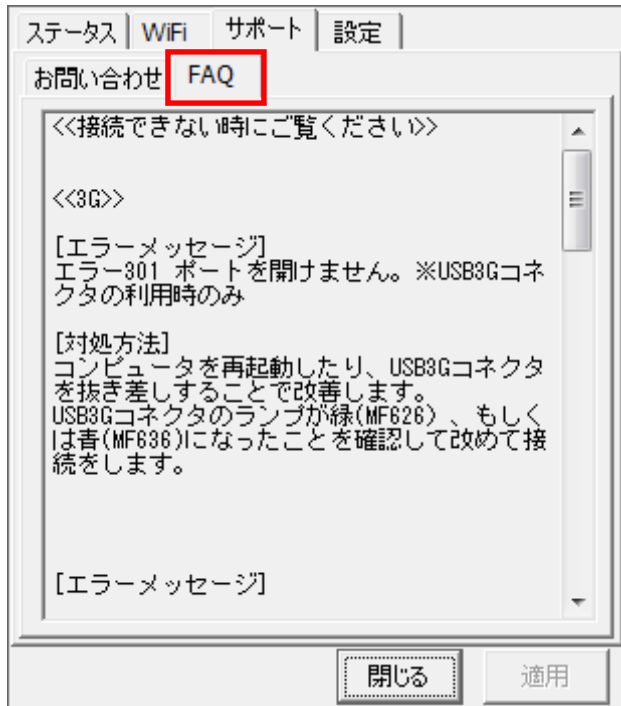 ステータス WiFi サポート 設定
お問い合わせ FAQ
<<接続できない時にご覧ください>>
<<3G>>
[エラーメッセージ]
エラー301 ポートを開けません。※USB3Gコネ
クタの利用時のみ
[対処方法]
コンピュータを再起動したり、USB3Gコネクタ
を抜き差しすることで改善します。
USB3Gコネクタのランプが緑(MF626)、もしく
は青(MF636)になったことを確認して改めて接
続をします。
[エラーメッセージ]
閉じる 適用